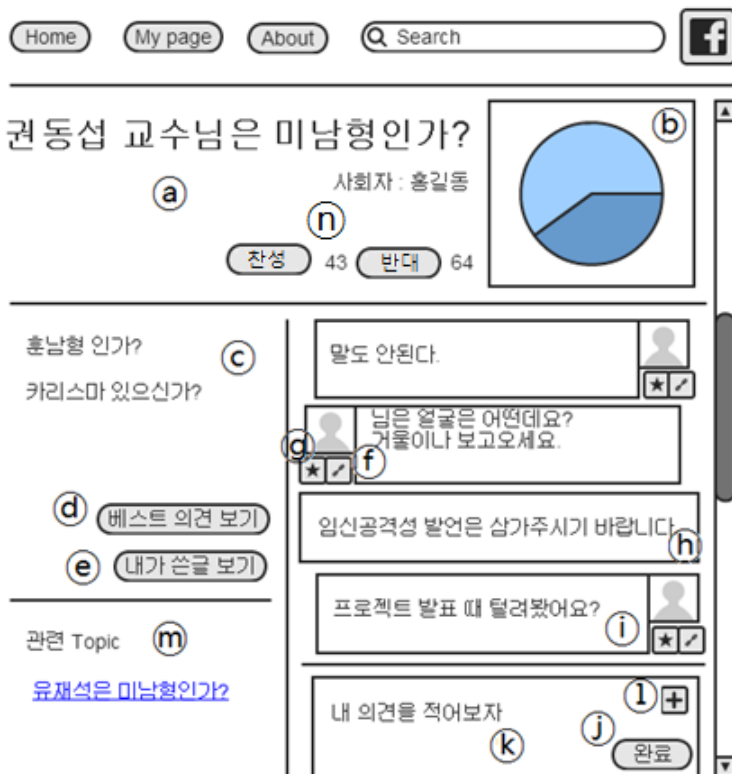 Home My page About Search f
권동섭 교수님은 미남형인가? ⓑ
ⓐ 사회자 : 홍길동
ⓝ
찬성 43 반대 64
훈남형 인가? ⓒ
카리스마 있으신가?
ⓓ 베스트 의견 보기
ⓔ 내가 쓴글 보기
관련 Topic ⓜ
유재석은 미남형인가?
말도 안된다.
님은 얼굴은 어떤데요?
ⓖ ⓕ 거울이나 보고오세요.
임신공격성 발언은 삼가주시기 바랍니다 ⓗ
프로젝트 발표 때 털려봤어요? ⓘ
내 의견을 적어보자 ⓛ
ⓚ ⓙ 완료